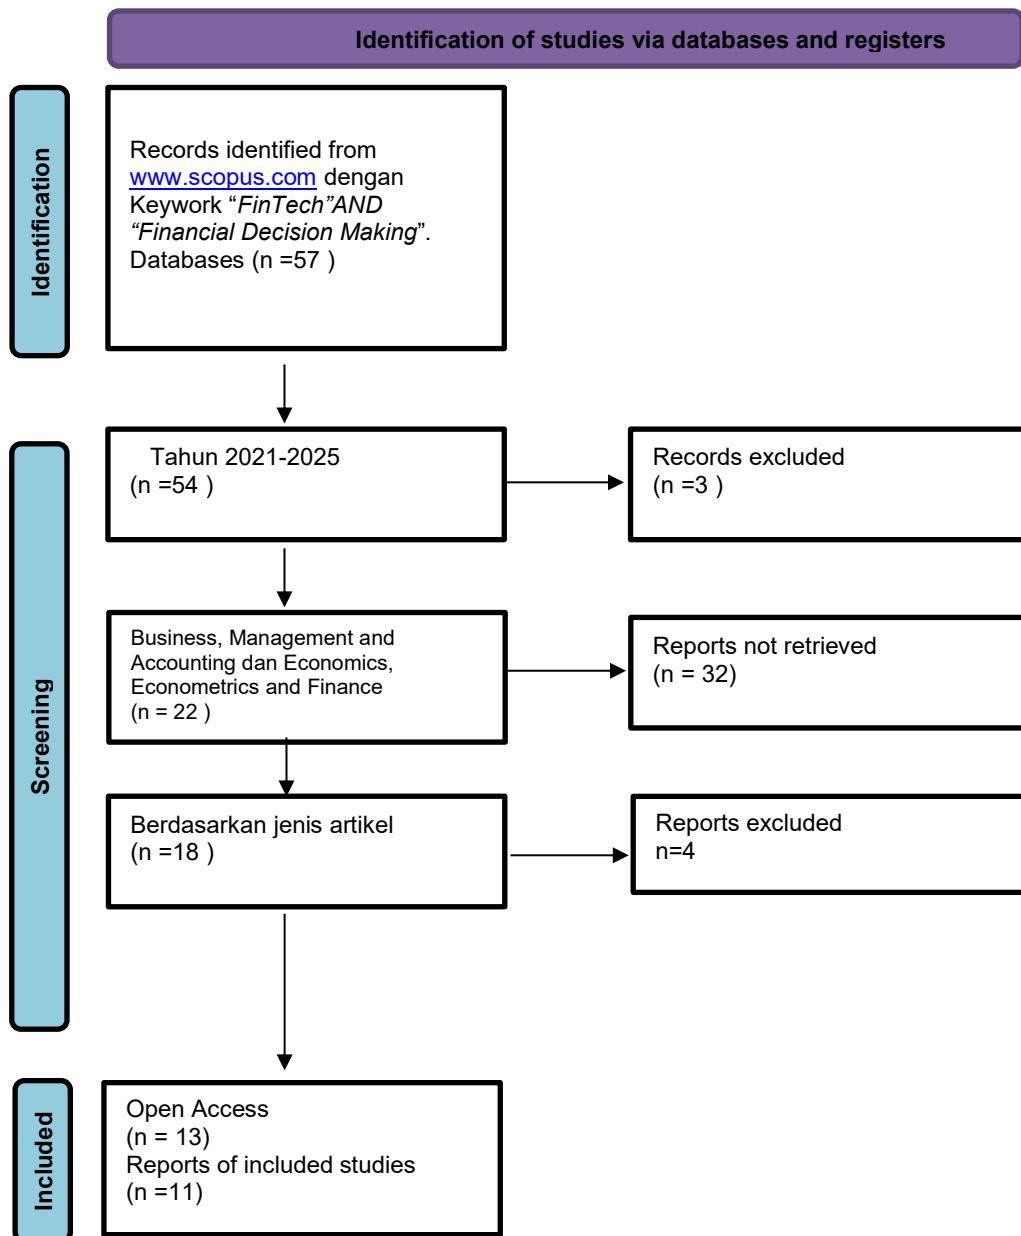 Identification of studies via databases and registers
Identification
Records identified from
www.scopus.com dengan
Keywork “FinTech”AND
“Financial Decision Making”.
Databases (n =57 )
Screening
Tahun 2021-2025
(n =54 )
Records excluded
(n =3 )
Business, Management and
Accounting dan Economics,
Econometrics and Finance
(n = 22 )
Reports not retrieved
(n = 32)
Berdasarkan jenis artikel
(n =18 )
Reports excluded
n=4
Included
Open Access
(n = 13)
Reports of included studies
(n =11)